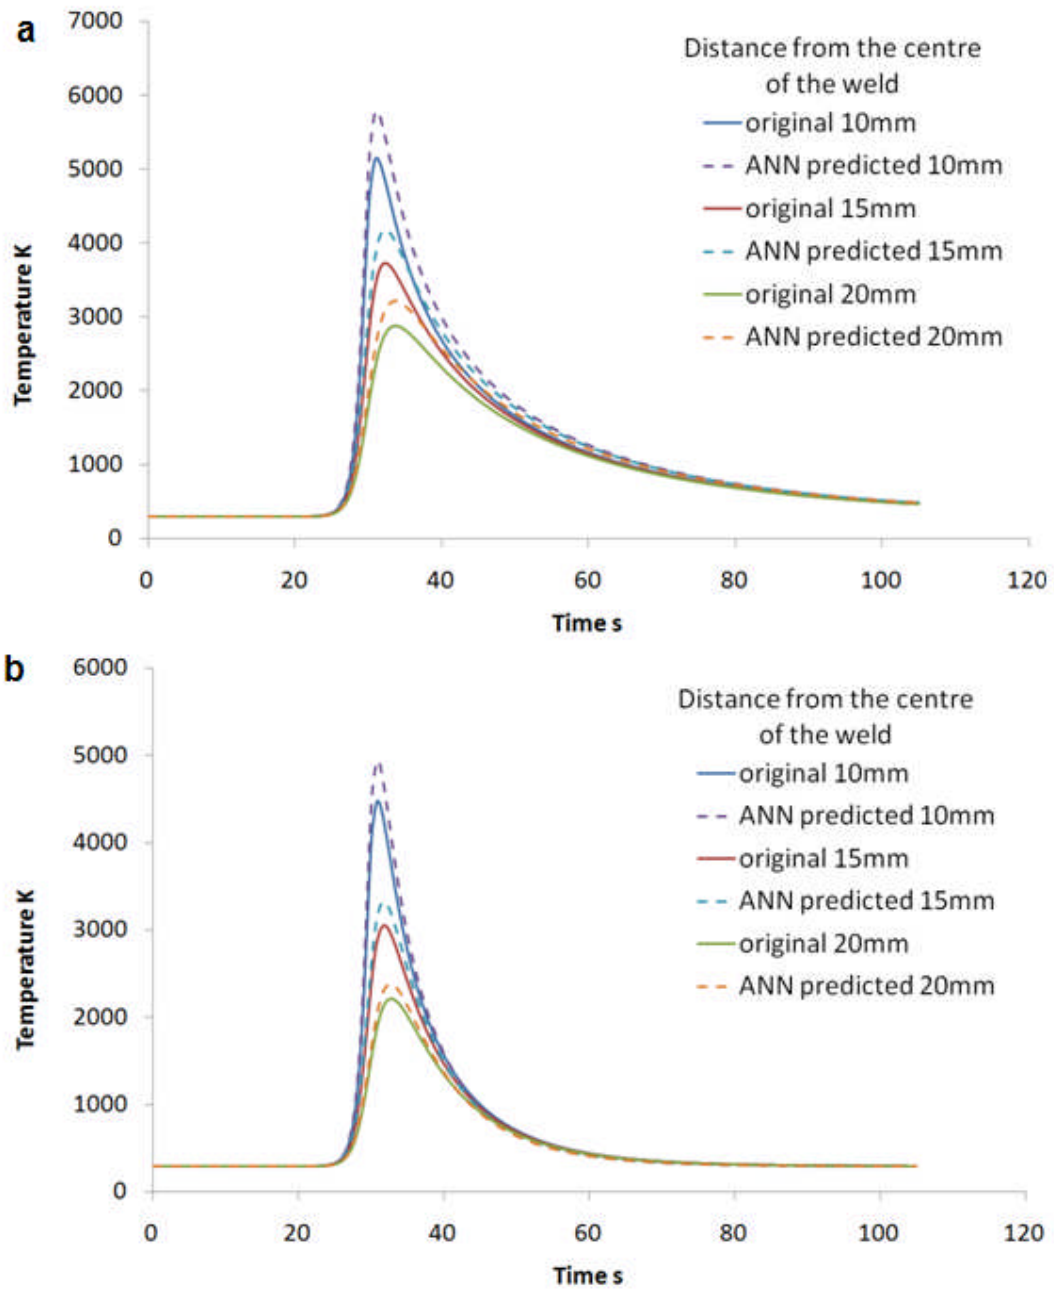 a
7000
6000
5000
4000
3000
2000
1000
0
Temperature K
Distance from the centre
of the weld
original 10mm
ANN predicted 10mm
original 15mm
ANN predicted 15mm
original 20mm
ANN predicted 20mm
0 20 40 60 80 100 120
Time s
b
6000
5000
4000
3000
2000
1000
0
Temperature K
Distance from the centre
of the weld
original 10mm
ANN predicted 10mm
original 15mm
ANN predicted 15mm
original 20mm
ANN predicted 20mm
0 20 40 60 80 100 120
Time s